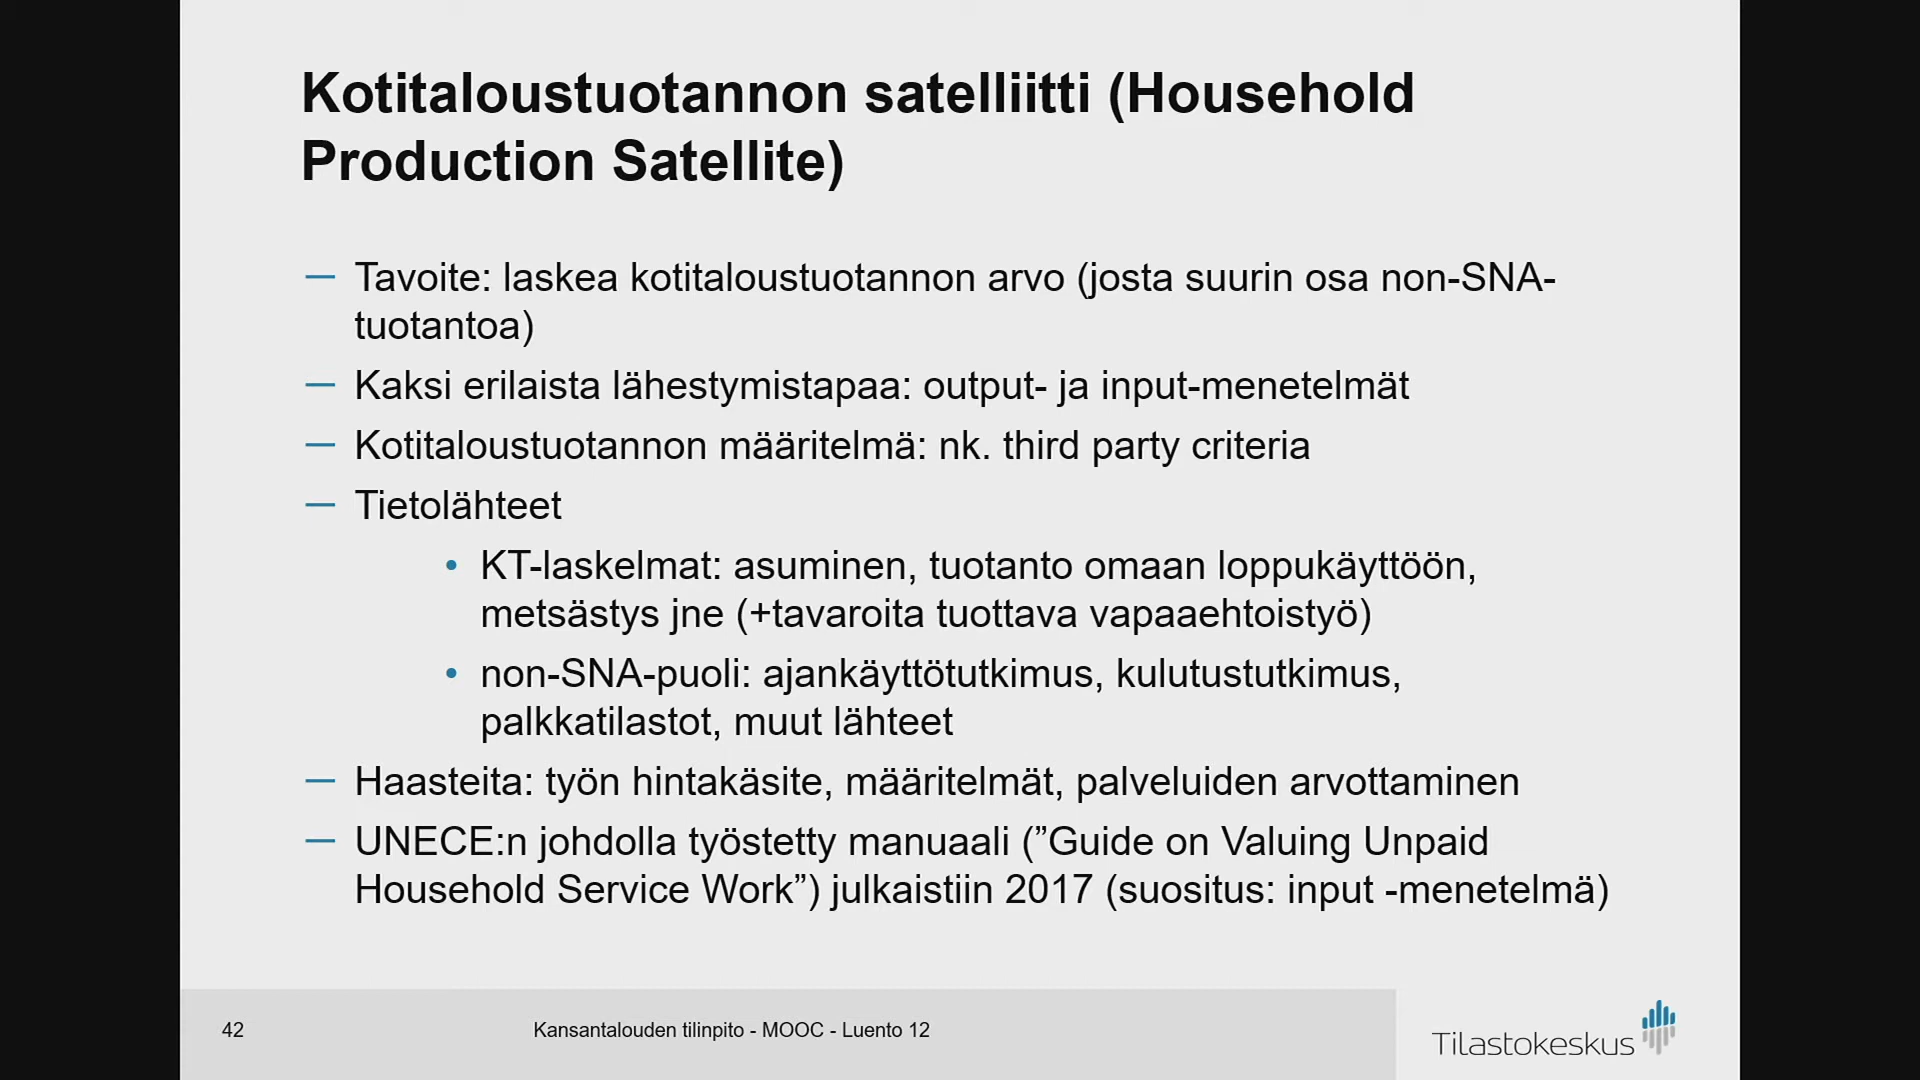 Kotitaloustuotannon satelliitti (Household
Production Satellite)
— Tavoite: laskea kotitaloustuotannon arvo (josta suurin osa non-SNA-
tuotantoa)
— Kaksi erilaista lähestymistapaa: output- ja input-menetelmät
— Kotitaloustuotannon määritelmä: nk. third party criteria
— Tietolähteet
• KT-laskelmat: asuminen, tuotanto omaan loppukäyttöön,
metsästys jne (+tavaroita tuottava vapaaehtoistyö)
• non-SNA-puoli: ajankäyttötutkimus, kulutustutkimus,
palkkatilastot, muut lähteet
— Haasteita: työn hintakäsite, määritelmät, palveluiden arvottaminen
— UNECE:n johdolla työstetty manuaali (”Guide on Valuing Unpaid
Household Service Work”) julkaistiin 2017 (suositus: input -menetelmä)
42
Kansantalouden tilinpito - MOOC - Luento 12
Tilastokeskus